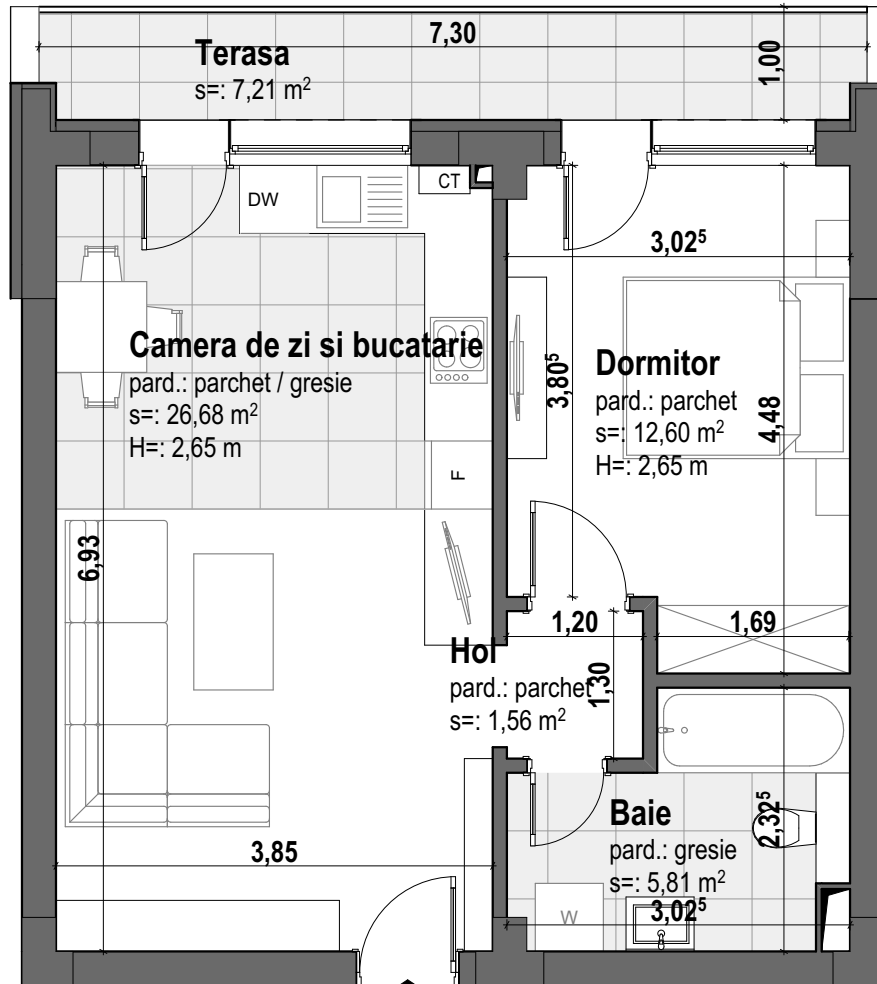 7,30
Terasa
s=: 7,21 m²
1,00
DW
CT
3,02⁵
Camera de zi si bucatarie
pard.: parchet / gresie
s=: 26,68 m²
H=: 2,65 m
3,80⁵
Dormitor
pard.: parchet
s=: 12,60 m²
H=: 2,65 m
4,48
F
6,93
1,20
1,69
Hol
pard.: parchet
s=: 1,56 m²
1,30
Baie
pard.: gresie
s=: 5,81 m²
2,32⁵
3,85
W
3,02⁵